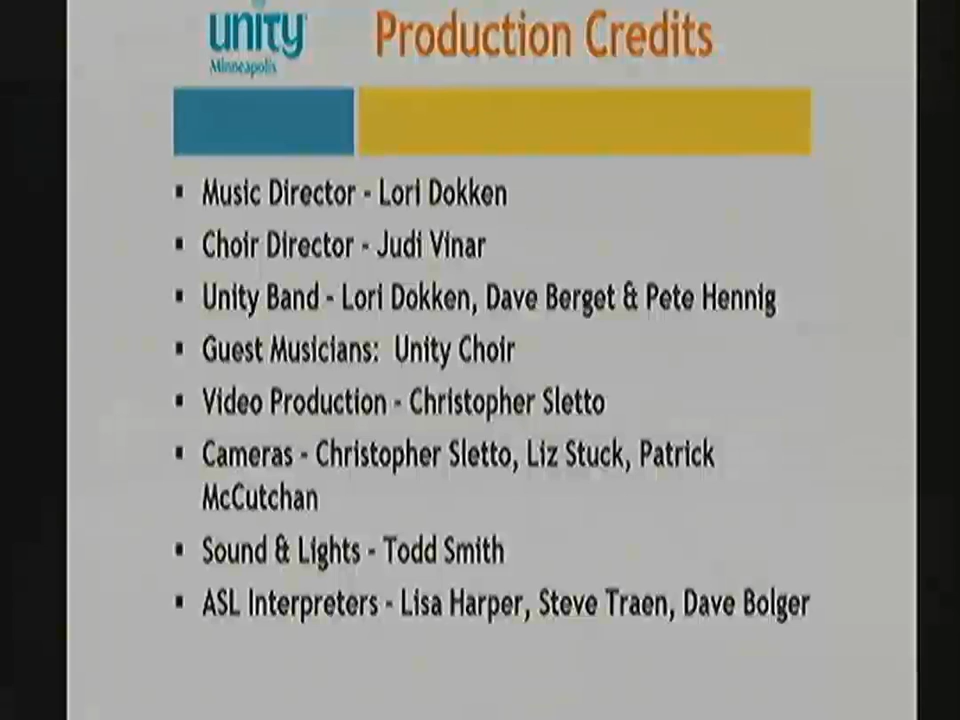 unity
Minneapolis
Production Credits
▪ Music Director - Lori Dokken
▪ Choir Director - Judi Vinar
▪ Unity Band - Lori Dokken, Dave Berget & Pete Hennig
▪ Guest Musicians:  Unity Choir
▪ Video Production - Christopher Sletto
▪ Cameras - Christopher Sletto, Liz Stuck, Patrick
McCutchan
▪ Sound & Lights - Todd Smith
▪ ASL Interpreters - Lisa Harper, Steve Traen, Dave Bolger